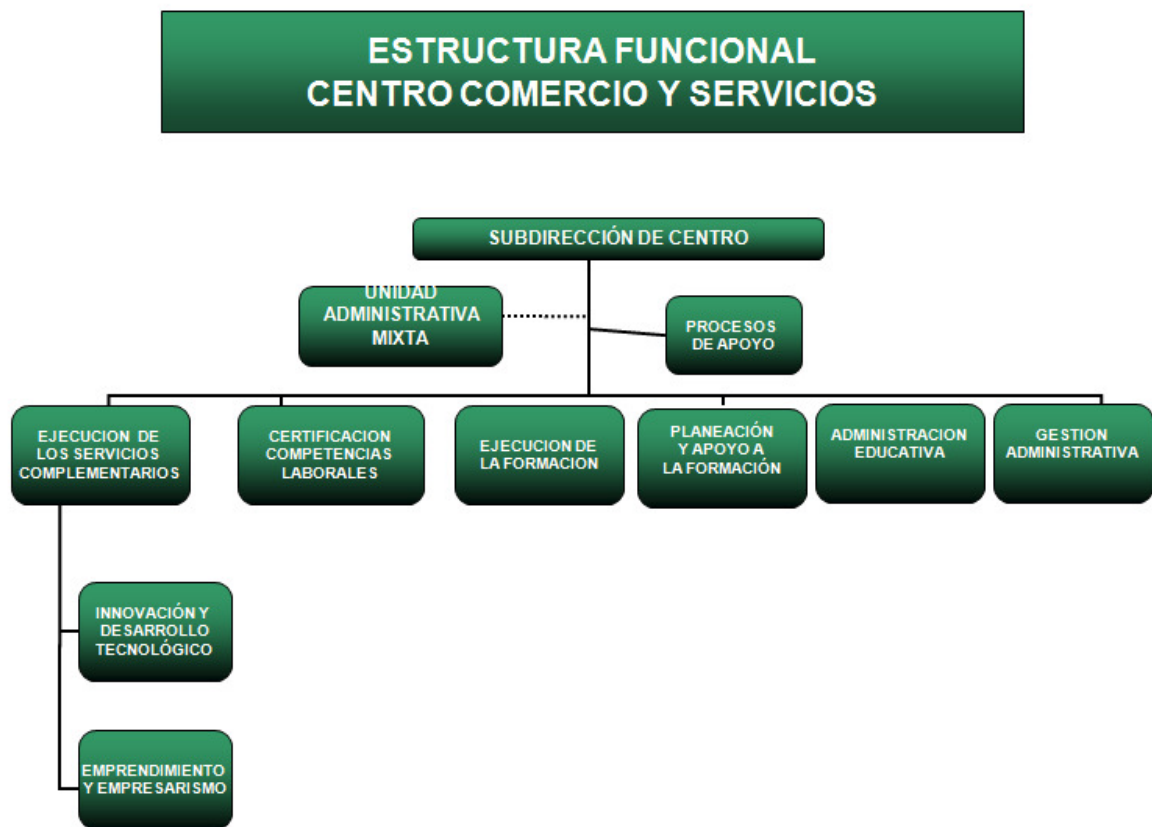 ESTRUCTURA FUNCIONAL
CENTRO COMERCIO Y SERVICIOS
SUBDIRECCIÓN DE CENTRO
UNIDAD
ADMINISTRATIVA
MIXTA
PROCESOS
DE APOYO
EJECUCION DE
LOS SERVICIOS
COMPLEMENTARIOS
CERTIFICACION
COMPETENCIAS
LABORALES
EJECUCION DE
LA FORMACION
PLANEACIÓN
Y APOYO A
LA FORMACIÓN
ADMINISTRACION
EDUCATIVA
GESTION
ADMINISTRATIVA
INNOVACIÓN Y
DESARROLLO
TECNOLÓGICO
EMPRENDIMIENTO
Y EMPRESARISMO